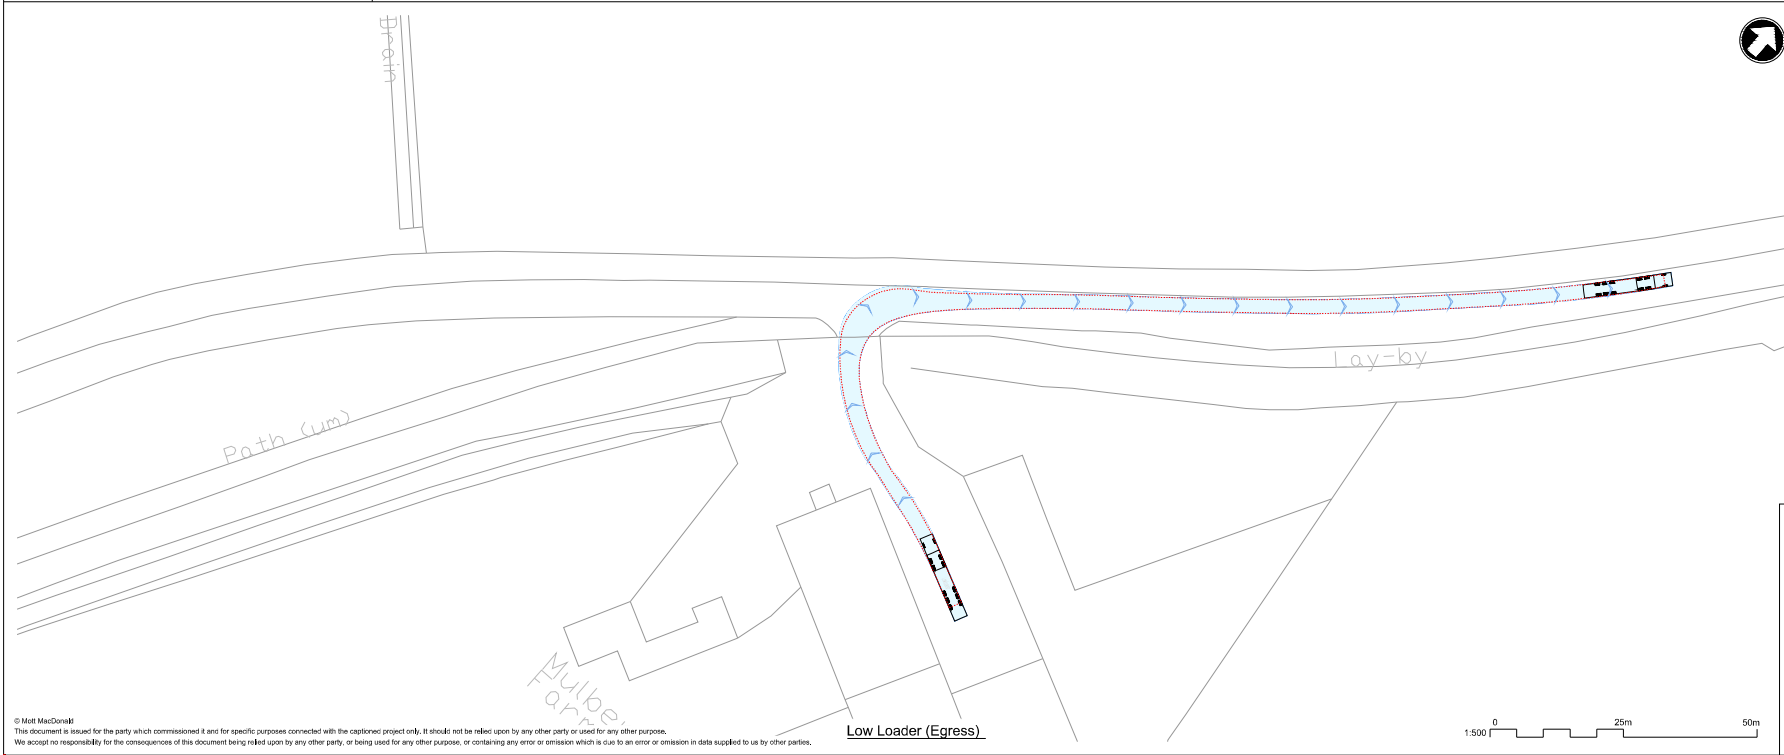 Drain
Lay-by
Path (um)
© Mott MacDonald
This document is issued for the party which commissioned it and for specific purposes connected with the captioned project only. It should not be relied upon by any other party or used for any other purpose.
We accept no responsibility for the consequences of this document being relied upon by any other party, or being used for any other purpose, or containing any error or omission which is due to an error or omission in data supplied to us by other parties.
Low Loader (Egress)
1:500
0 25m 50m